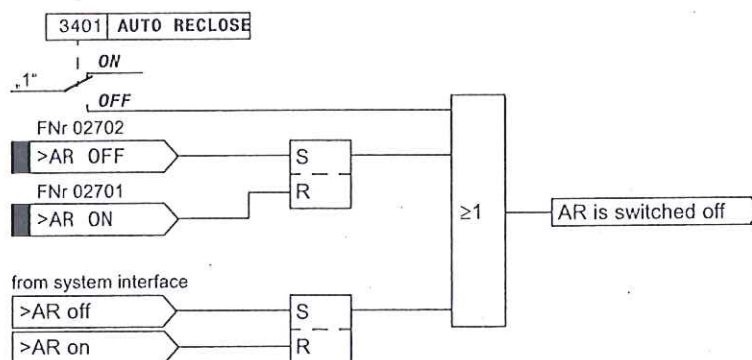 3401 AUTO RECLOSE
ON
„1“
OFF
FNr 02702
>AR OFF
S
R
FNr 02701
>AR ON
≥1
AR is switched off
from system interface
>AR off
S
>AR on
R